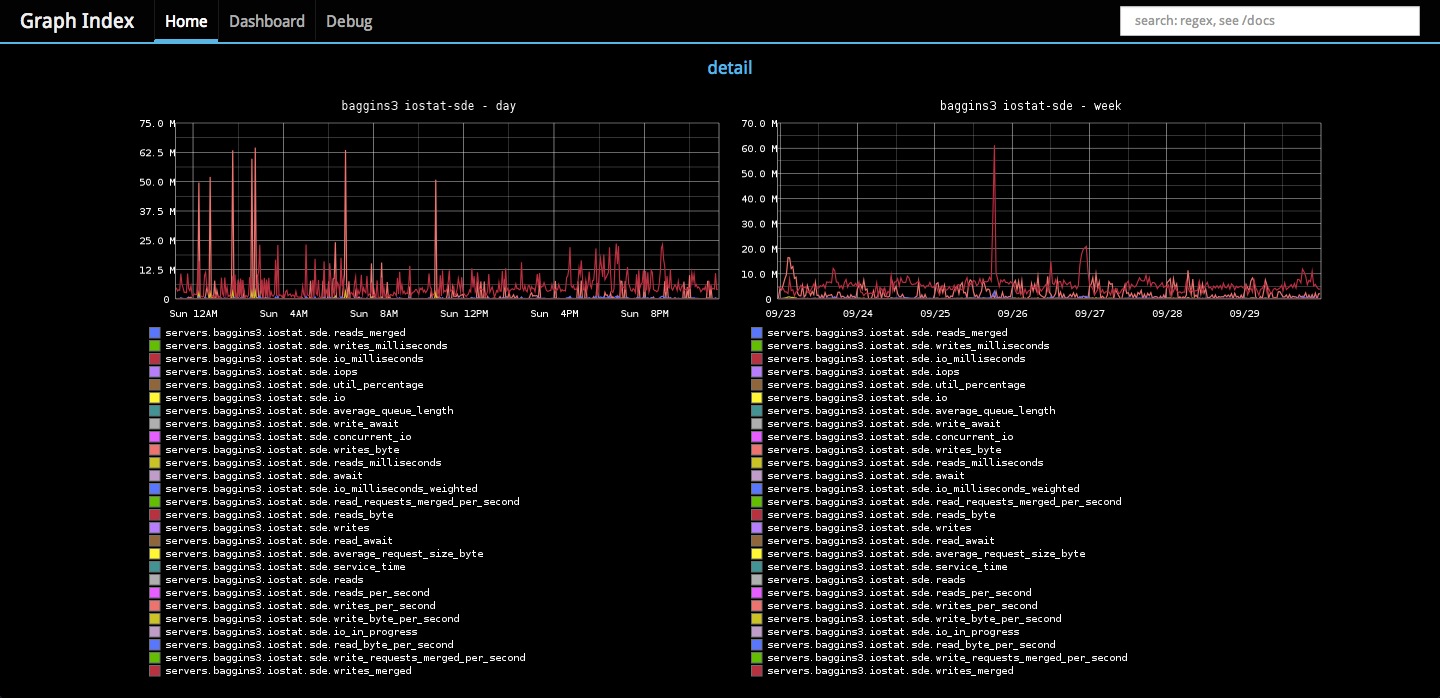 Graph Index
Home
Dashboard
Debug
search: regex, see /docs
detail
baggins3 iostat-sde - day
75.0 M
62.5 M
50.0 M
37.5 M
25.0 M
12.5 M
0
Sun 12AM Sun 4AM Sun 8AM Sun 12PM Sun 4PM Sun 8PM
servers.baggins3.iostat.sde.reads_merged
servers.baggins3.iostat.sde.writes_milliseconds
servers.baggins3.iostat.sde.io_milliseconds
servers.baggins3.iostat.sde.iops
servers.baggins3.iostat.sde.util_percentage
servers.baggins3.iostat.sde.io
servers.baggins3.iostat.sde.average_queue_length
servers.baggins3.iostat.sde.write_await
servers.baggins3.iostat.sde.concurrent_io
servers.baggins3.iostat.sde.writes_byte
servers.baggins3.iostat.sde.reads_milliseconds
servers.baggins3.iostat.sde.await
servers.baggins3.iostat.sde.io_milliseconds_weighted
servers.baggins3.iostat.sde.read_requests_merged_per_second
servers.baggins3.iostat.sde.reads_byte
servers.baggins3.iostat.sde.writes
servers.baggins3.iostat.sde.read_await
servers.baggins3.iostat.sde.average_request_size_byte
servers.baggins3.iostat.sde.service_time
servers.baggins3.iostat.sde.reads
servers.baggins3.iostat.sde.reads_per_second
servers.baggins3.iostat.sde.writes_per_second
servers.baggins3.iostat.sde.write_byte_per_second
servers.baggins3.iostat.sde.io_in_progress
servers.baggins3.iostat.sde.read_byte_per_second
servers.baggins3.iostat.sde.write_requests_merged_per_second
servers.baggins3.iostat.sde.writes_merged
baggins3 iostat-sde - week
70.0 M
60.0 M
50.0 M
40.0 M
30.0 M
20.0 M
10.0 M
0
09/23 09/24 09/25 09/26 09/27 09/28 09/29
servers.baggins3.iostat.sde.reads_merged
servers.baggins3.iostat.sde.writes_milliseconds
servers.baggins3.iostat.sde.io_milliseconds
servers.baggins3.iostat.sde.iops
servers.baggins3.iostat.sde.util_percentage
servers.baggins3.iostat.sde.io
servers.baggins3.iostat.sde.average_queue_length
servers.baggins3.iostat.sde.write_await
servers.baggins3.iostat.sde.concurrent_io
servers.baggins3.iostat.sde.writes_byte
servers.baggins3.iostat.sde.reads_milliseconds
servers.baggins3.iostat.sde.await
servers.baggins3.iostat.sde.io_milliseconds_weighted
servers.baggins3.iostat.sde.read_requests_merged_per_second
servers.baggins3.iostat.sde.reads_byte
servers.baggins3.iostat.sde.writes
servers.baggins3.iostat.sde.read_await
servers.baggins3.iostat.sde.average_request_size_byte
servers.baggins3.iostat.sde.service_time
servers.baggins3.iostat.sde.reads
servers.baggins3.iostat.sde.reads_per_second
servers.baggins3.iostat.sde.writes_per_second
servers.baggins3.iostat.sde.write_byte_per_second
servers.baggins3.iostat.sde.io_in_progress
servers.baggins3.iostat.sde.read_byte_per_second
servers.baggins3.iostat.sde.write_requests_merged_per_second
servers.baggins3.iostat.sde.writes_merged